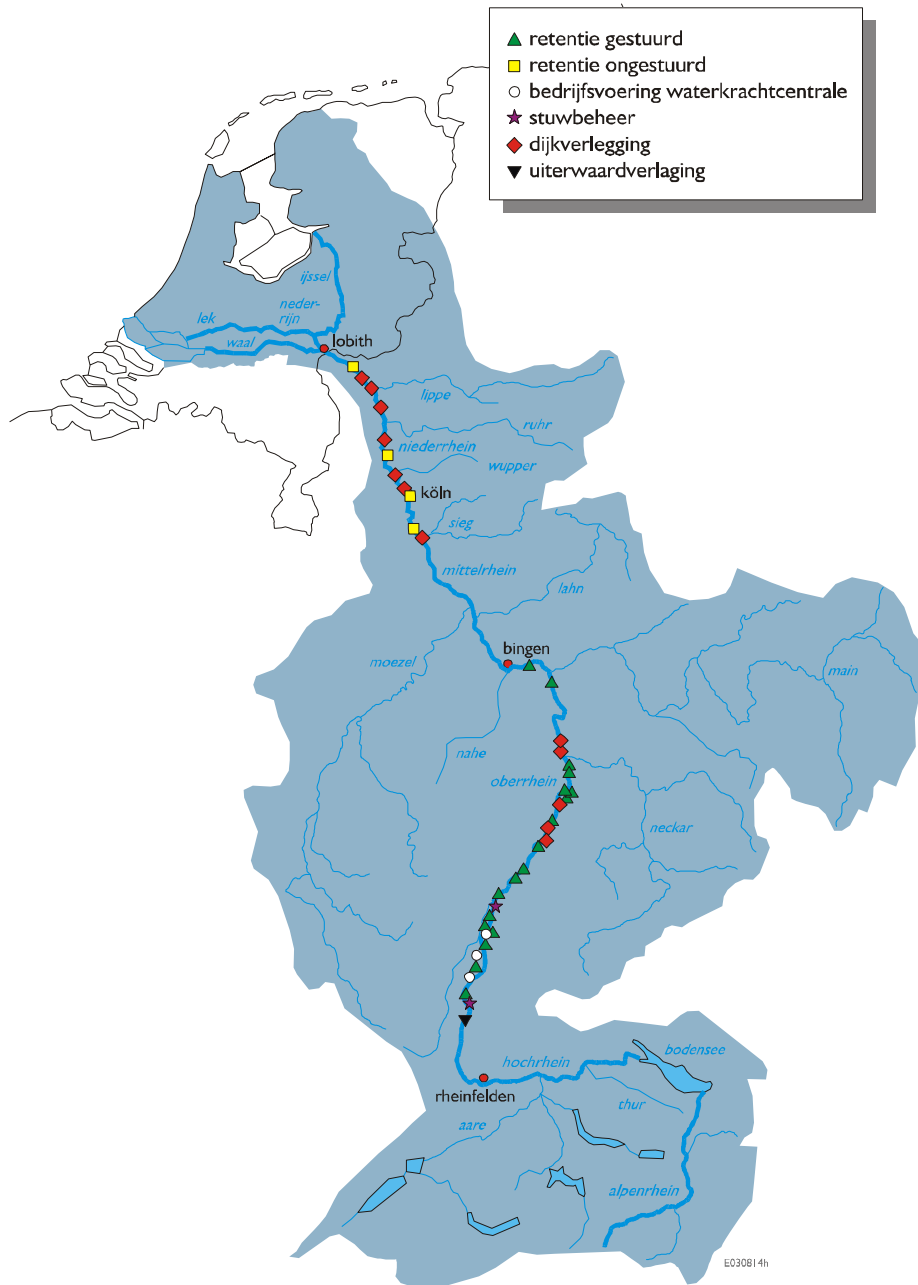 retentie gestuurd
retentie ongestuurd
bedrijfsvoering waterkrachtcentrale
stuwbeheer
dijkverlegging
uiterwaardverlaging
ijssel
neder-
rijn
lek
waal
lobith
lippe
ruhr
niederrhein
wupper
köln
sieg
mittelrhein
lahn
bingen
moezel
main
nahe
oberrhein
neckar
bodensee
hochrhein
rheinfelden
thur
aare
alpenrhein
E030814h